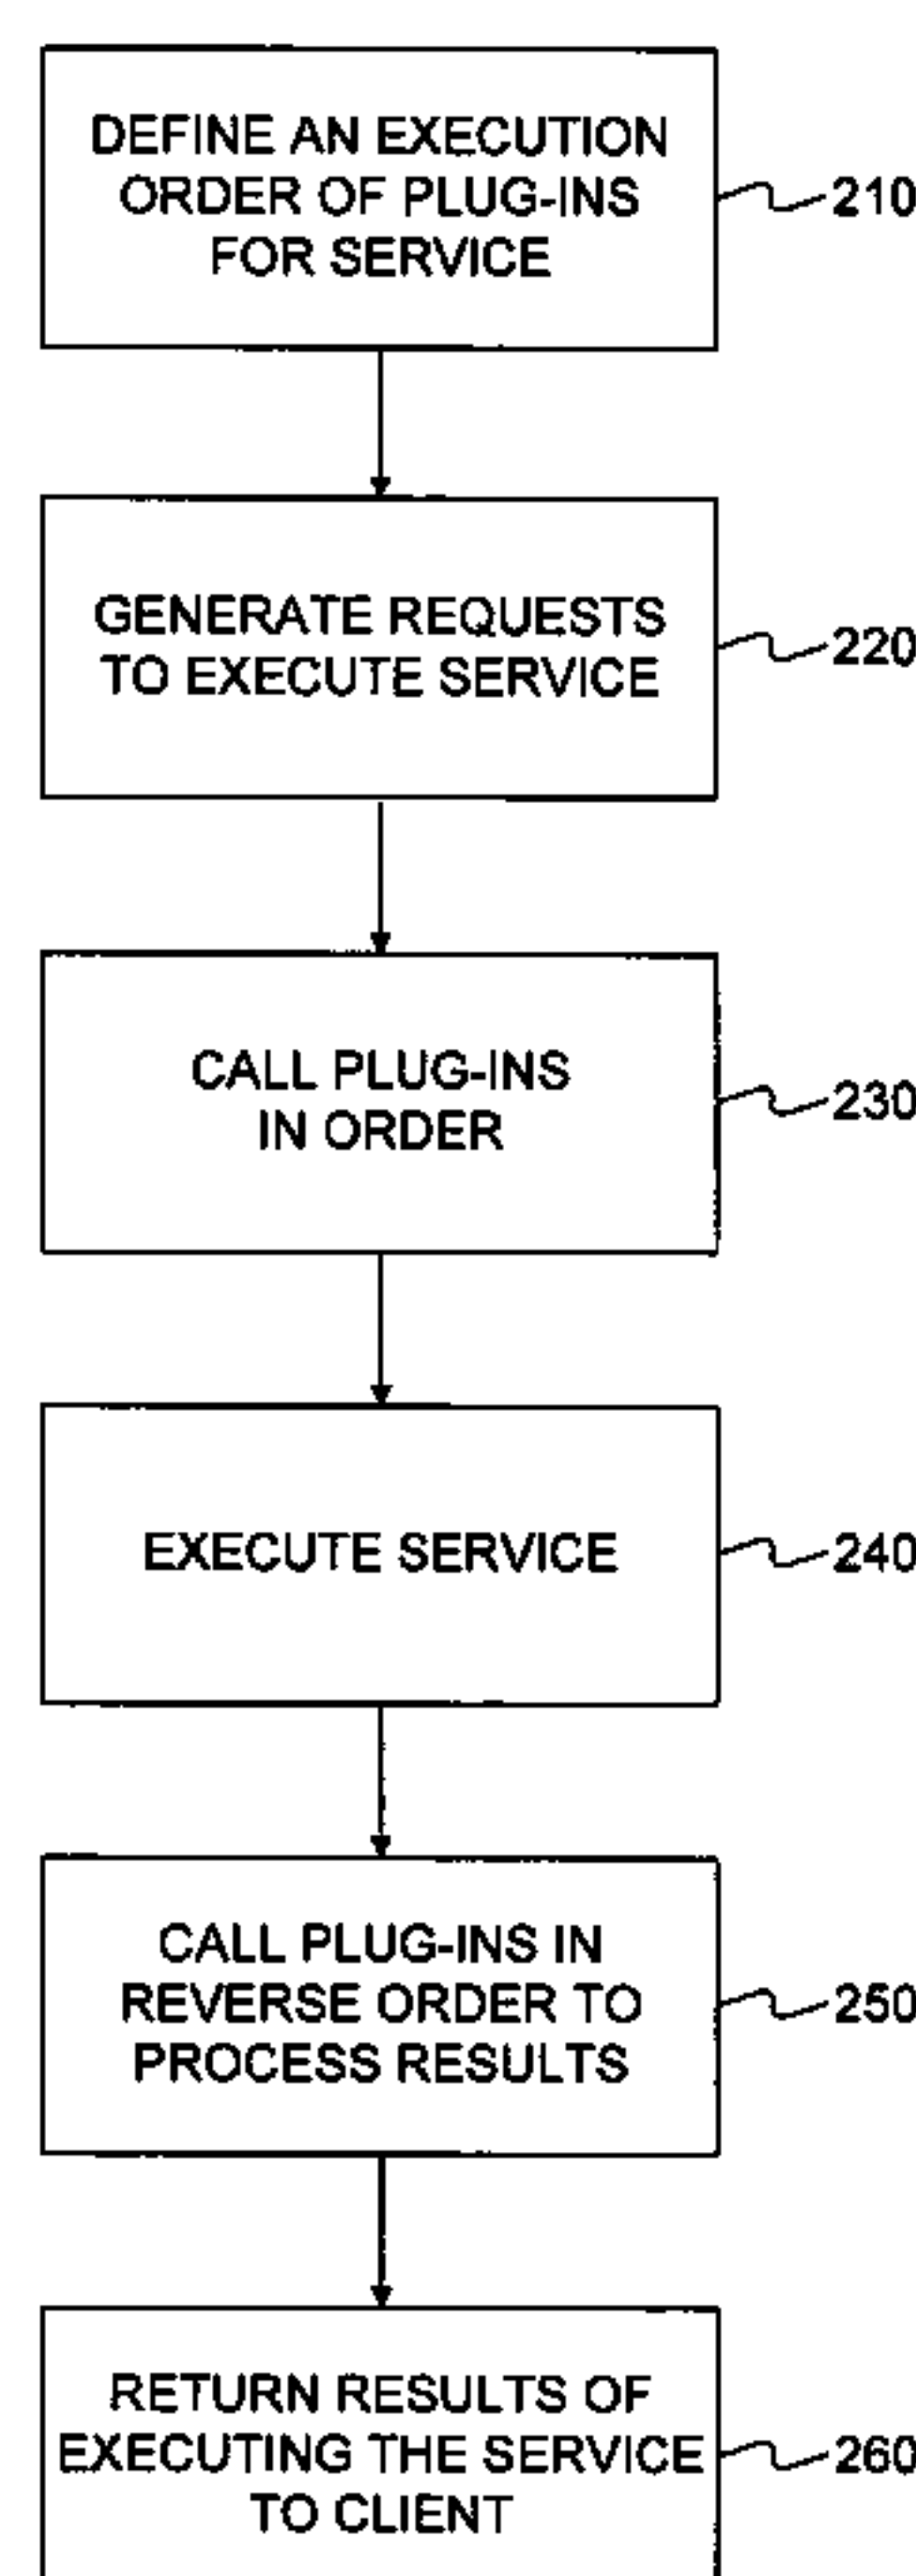 DEFINE AN EXECUTION
ORDER OF PLUG-INS
FOR SERVICE
210
GENERATE REQUESTS
TO EXECUTE SERVICE
220
CALL PLUG-INS
IN ORDER
230
EXECUTE SERVICE
240
CALL PLUG-INS IN
REVERSE ORDER TO
PROCESS RESULTS
250
RETURN RESULTS OF
EXECUTING THE SERVICE
TO CLIENT
260